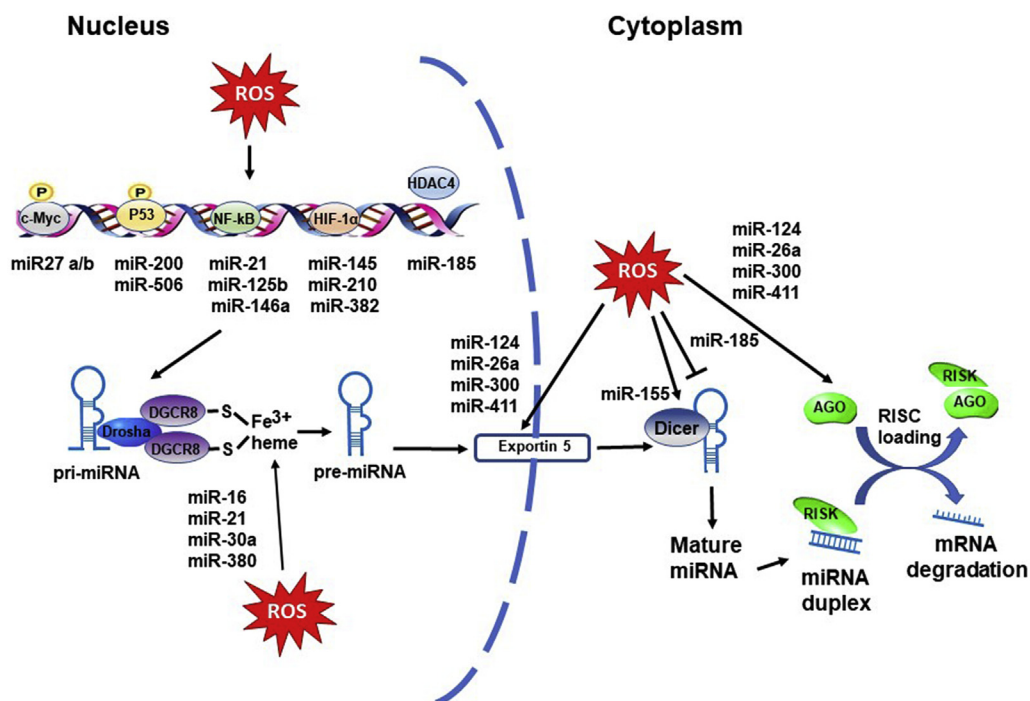 Nucleus
Cytoplasm
ROS
P
P
HDAC4
c-Myc
P53
NF-kB
HIF-1α
miR27 a/b
miR-200
miR-506
miR-21
miR-125b
miR-146a
miR-145
miR-210
miR-382
miR-185
DGCR8
S
Drosha
Fe3+
heme
DGCR8
S
pri-miRNA
pre-miRNA
miR-16
miR-21
miR-30a
miR-380
ROS
miR-124
miR-26a
miR-300
miR-411
Exportin 5
ROS
miR-124
miR-26a
miR-300
miR-411
miR-185
miR-155
Dicer
Mature
miRNA
AGO
RISC
loading
RISK
AGO
RISK
miRNA
duplex
mRNA
degradation